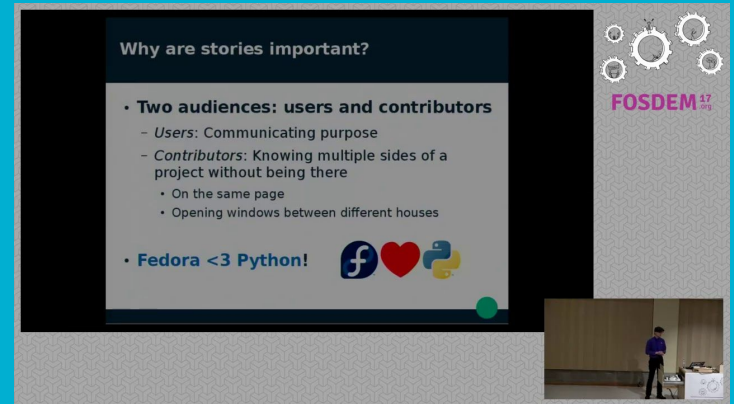 Why are stories important?
• Two audiences: users and contributors
– Users: Communicating purpose
– Contributors: Knowing multiple sides of a
project without being there
• On the same page
• Opening windows between different houses
• Fedora <3 Python!
FOSDEM 17
.org